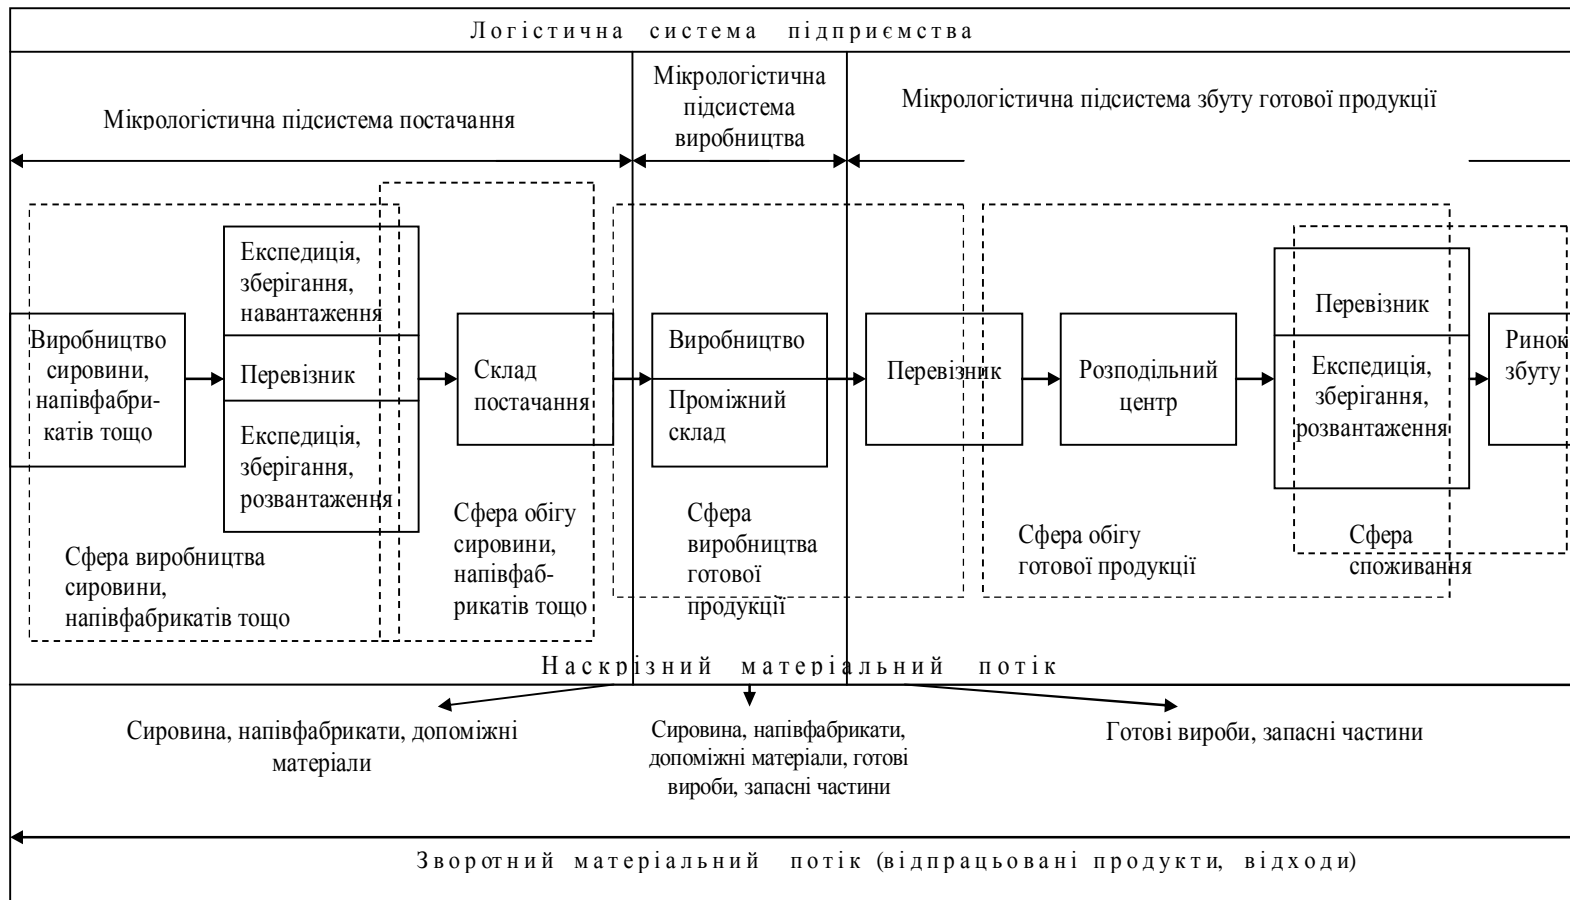 Логістична система підприємства
Мікрологістична підсистема постачання
Мікрологістична
підсистема
виробництва
Мікрологістична підсистема збуту готової продукції
Виробництво
сировини,
напівфабри-
катів тощо
Експедиція,
зберігання,
навантаження
Перевізник
Експедиція,
зберігання,
розвантаження
Склад
постачання
Виробництво
Проміжний
склад
Перевізник
Розподільний
центр
Перевізник
Експедиція,
зберігання,
розвантаження
Ринок
збуту
Сфера виробництва
сировини,
напівфабрикатів тощо
Сфера обігу
сировини,
напівфаб-
рикатів тощо
Сфера
виробництва
готової
продукції
Сфера обігу
готової продукції
Сфера
споживання
Наскрізний матеріальний потік
Сировина, напівфабрикати, допоміжні
матеріали
Сировина, напівфабрикати,
допоміжні матеріали, готові
вироби, запасні частини
Готові вироби, запасні частини
Зворотний матеріальний потік (відпрацьовані продукти, відходи)